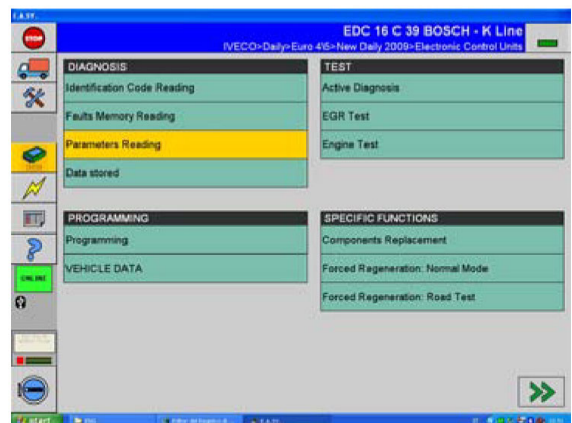 E.A.SY.
STOP
EDC 16 C 39 BOSCH - K Line
IVECO>Daily>Euro 4\5>New Daily 2009>Electronic Control Units
DIAGNOSIS
Identification Code Reading
Faults Memory Reading
Parameters Reading
Data stored
TEST
Active Diagnosis
EGR Test
Engine Test
PROGRAMMING
Programming
VEHICLE DATA
SPECIFIC FUNCTIONS
Components Replacement
Forced Regeneration: Normal Mode
Forced Regeneration: Road Test
ONLINE
start